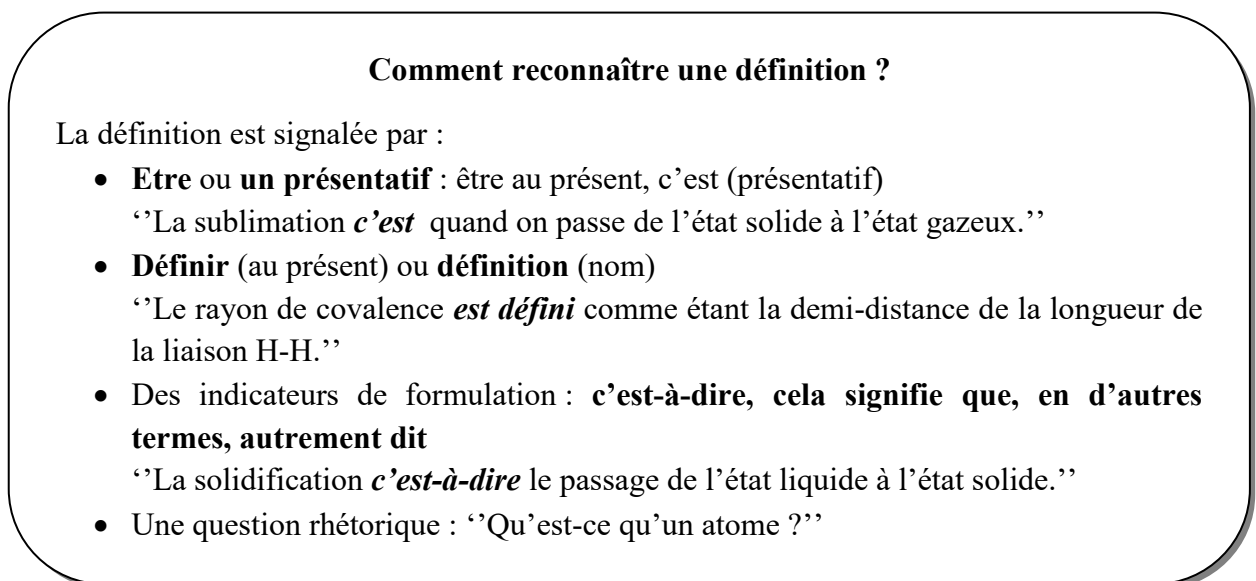 Comment reconnaître une définition ?
La définition est signalée par :
• Etre ou un présentatif : être au présent, c’est (présentatif)
‘’La sublimation c’est quand on passe de l’état solide à l’état gazeux.’’
• Définir (au présent) ou définition (nom)
‘’Le rayon de covalence est défini comme étant la demi-distance de la longueur de
la liaison H-H.’’
• Des indicateurs de formulation : c’est-à-dire, cela signifie que, en d’autres
termes, autrement dit
‘’La solidification c’est-à-dire le passage de l’état liquide à l’état solide.’’
• Une question rhétorique : ‘’Qu’est-ce qu’un atome ?’’